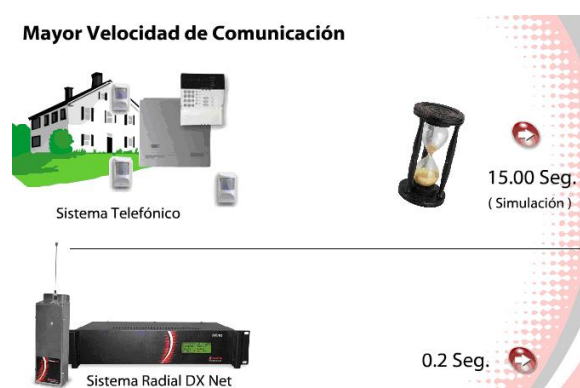 Mayor Velocidad de Comunicación
15.00 Seg.
( Simulación )
Sistema Telefónico
0.2 Seg.
Sistema Radial DX Net